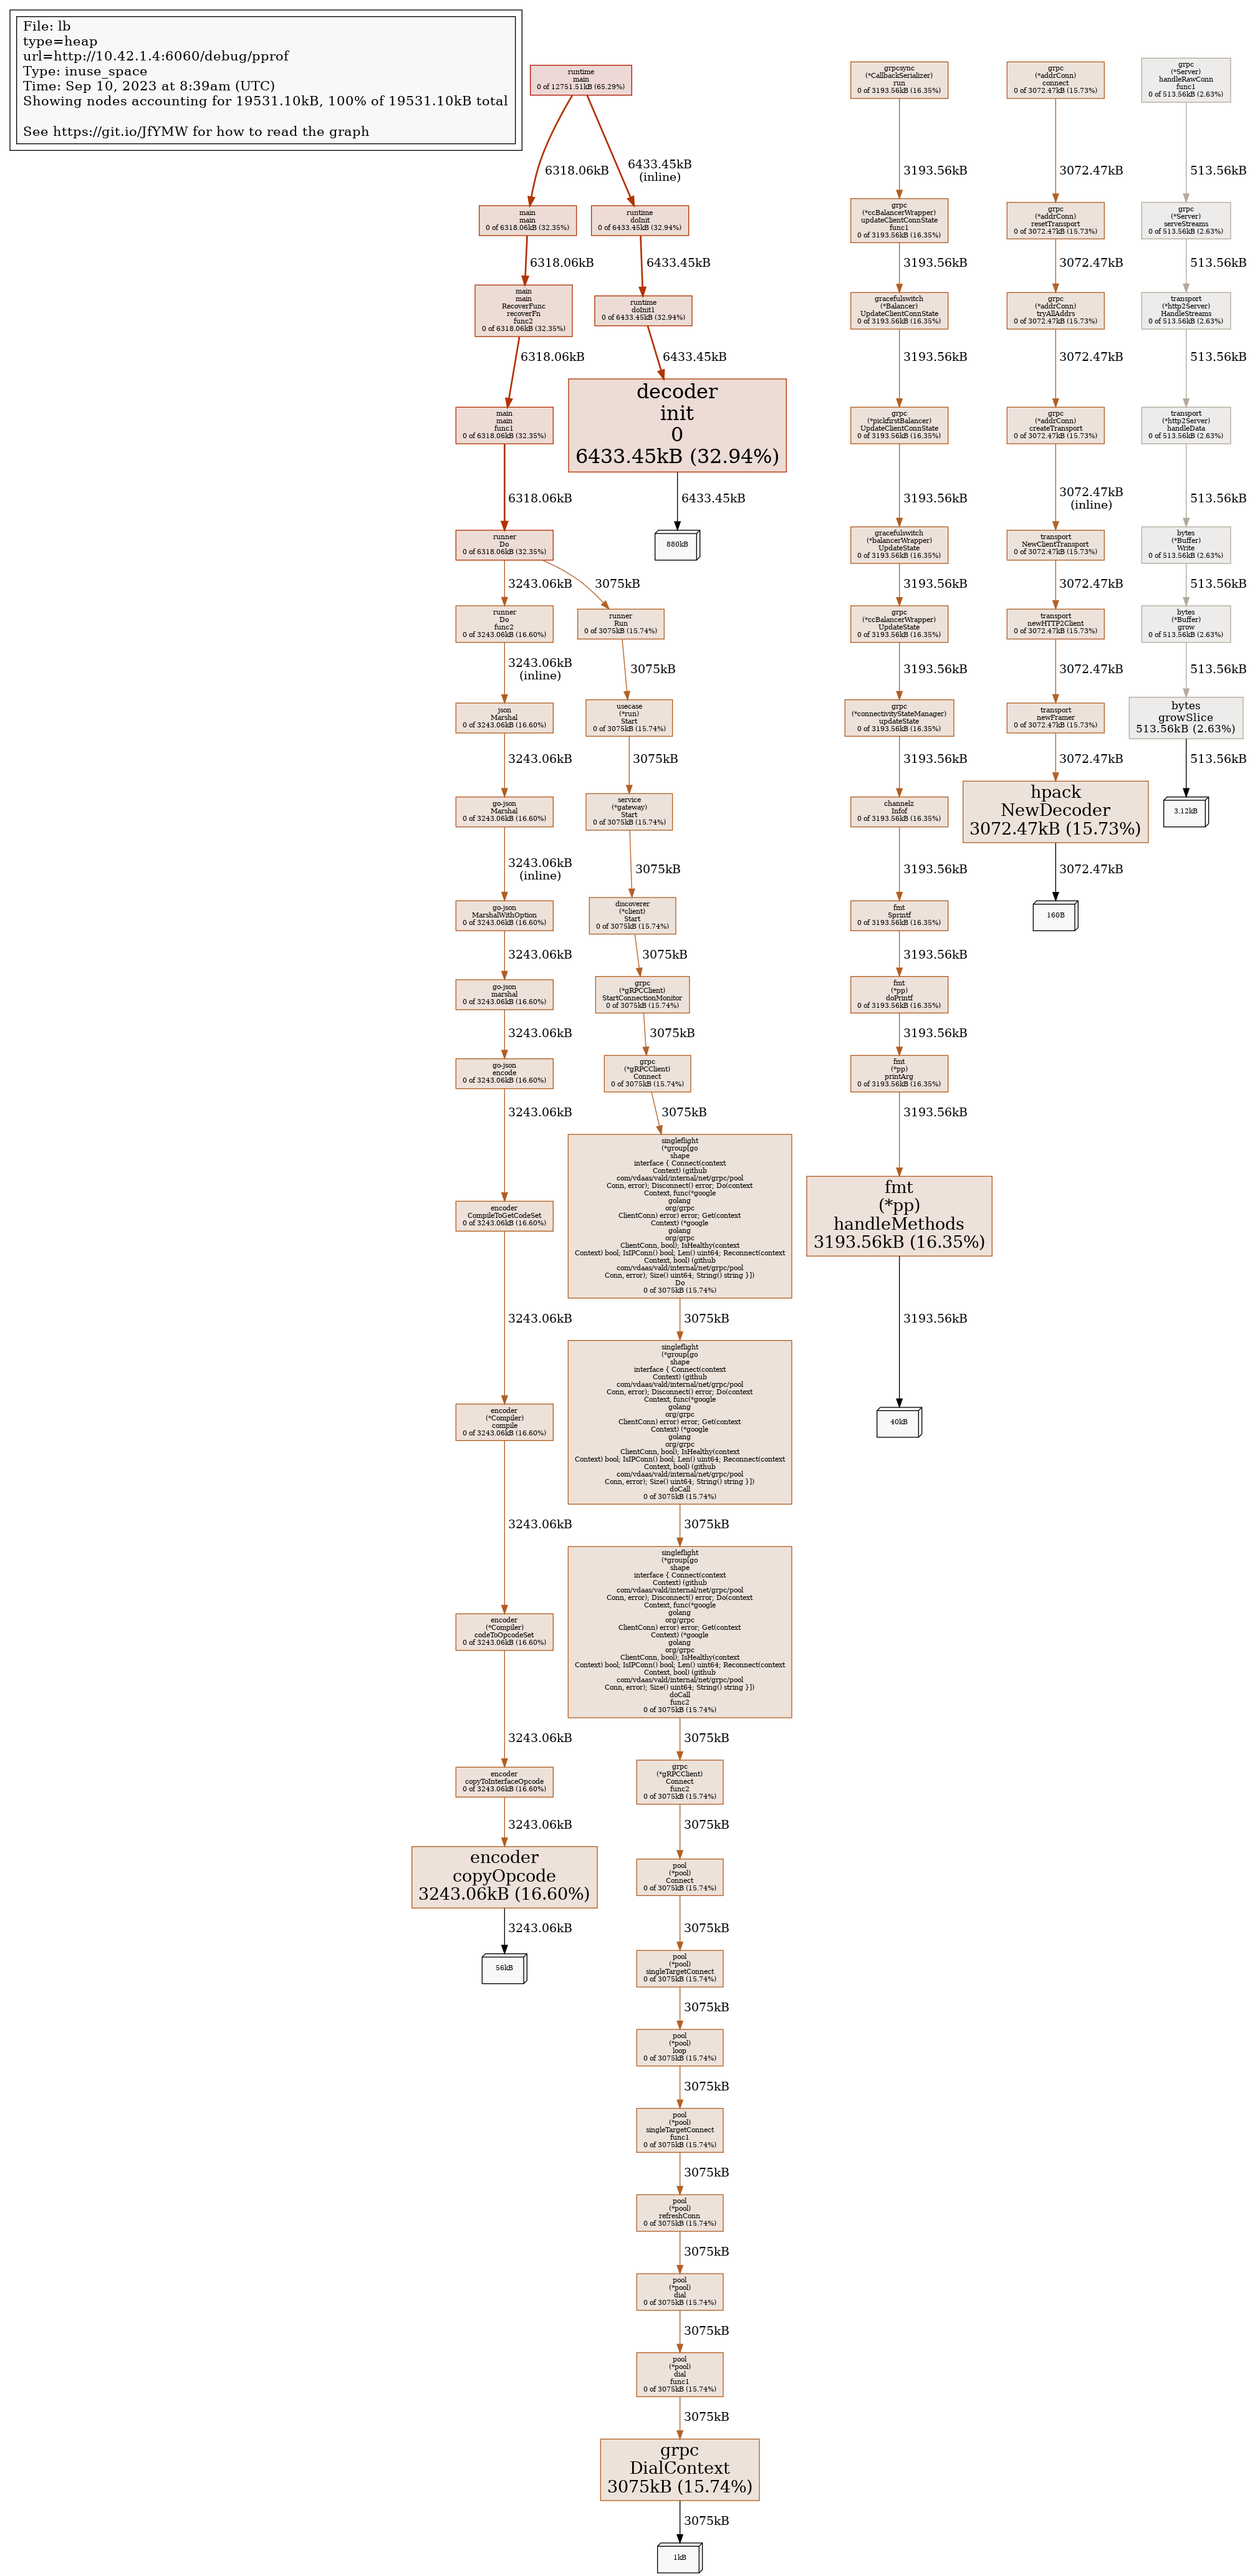 File: lb
type=heap
url=http://10.42.1.4:6060/debug/pprof
Type: inuse_space
Time: Sep 10, 2023 at 8:39am (UTC)
Showing nodes accounting for 19531.10kB, 100% of 19531.10kB total
See https://git.io/JfYMW for how to read the graph
runtime
main
0 of 12751.51kB (65.29%)
6318.06kB
6433.45kB
(inline)
main
main
0 of 6318.06kB (32.35%)
runtime
doInit
0 of 6433.45kB (32.94%)
6318.06kB
6433.45kB
main
main
RecoverFunc
recoverFn
func2
0 of 6318.06kB (32.35%)
runtime
doInit1
0 of 6433.45kB (32.94%)
6318.06kB
6433.45kB
main
main
func1
0 of 6318.06kB (32.35%)
decoder
init
0
6433.45kB (32.94%)
6318.06kB
6433.45kB
880kB
runner
Do
0 of 6318.06kB (32.35%)
3243.06kB
3075kB
runner
Do
func2
0 of 3243.06kB (16.60%)
3243.06kB
(inline)
json
Marshal
0 of 3243.06kB (16.60%)
3243.06kB
go-json
Marshal
0 of 3243.06kB (16.60%)
3243.06kB
(inline)
go-json
MarshalWithOption
0 of 3243.06kB (16.60%)
3243.06kB
go-json
marshal
0 of 3243.06kB (16.60%)
3243.06kB
go-json
encode
0 of 3243.06kB (16.60%)
3243.06kB
encoder
CompileToGetCodeSet
0 of 3243.06kB (16.60%)
3243.06kB
encoder
(*Compiler)
compile
0 of 3243.06kB (16.60%)
3243.06kB
encoder
(*Compiler)
codeToOpcodeSet
0 of 3243.06kB (16.60%)
3243.06kB
encoder
copyToInterfaceOpcode
0 of 3243.06kB (16.60%)
3243.06kB
encoder
copyOpcode
3243.06kB (16.60%)
3243.06kB
56kB
runner
Run
0 of 3075kB (15.74%)
3075kB
usecase
(*run)
Start
0 of 3075kB (15.74%)
3075kB
service
(*gateway)
Start
0 of 3075kB (15.74%)
3075kB
discoverer
(*client)
Start
0 of 3075kB (15.74%)
3075kB
grpc
(*gRPCClient)
StartConnectionMonitor
0 of 3075kB (15.74%)
3075kB
grpc
(*gRPCClient)
Connect
0 of 3075kB (15.74%)
3075kB
singleflight
(*group[go
shape
interface { Connect(context
Context) (github
com/vdaas/vald/internal/net/grpc/pool
Conn, error); Disconnect() error; Do(context
Context, func(*google
golang
org/grpc
ClientConn) error) error; Get(context
Context) (*google
golang
org/grpc
ClientConn, bool); IsHealthy(context
Context) bool; IsIPConn() bool; Len() uint64; Reconnect(context
Context, bool) (github
com/vdaas/vald/internal/net/grpc/pool
Conn, error); Size() uint64; String() string }])
Do
0 of 3075kB (15.74%)
3075kB
singleflight
(*group[go
shape
interface { Connect(context
Context) (github
com/vdaas/vald/internal/net/grpc/pool
Conn, error); Disconnect() error; Do(context
Context, func(*google
golang
org/grpc
ClientConn) error) error; Get(context
Context) (*google
golang
org/grpc
ClientConn, bool); IsHealthy(context
Context) bool; IsIPConn() bool; Len() uint64; Reconnect(context
Context, bool) (github
com/vdaas/vald/internal/net/grpc/pool
Conn, error); Size() uint64; String() string }])
doCall
0 of 3075kB (15.74%)
3075kB
singleflight
(*group[go
shape
interface { Connect(context
Context) (github
com/vdaas/vald/internal/net/grpc/pool
Conn, error); Disconnect() error; Do(context
Context, func(*google
golang
org/grpc
ClientConn) error) error; Get(context
Context) (*google
golang
org/grpc
ClientConn, bool); IsHealthy(context
Context) bool; IsIPConn() bool; Len() uint64; Reconnect(context
Context, bool) (github
com/vdaas/vald/internal/net/grpc/pool
Conn, error); Size() uint64; String() string }])
doCall
func2
0 of 3075kB (15.74%)
3075kB
grpc
(*gRPCClient)
Connect
func2
0 of 3075kB (15.74%)
3075kB
pool
(*pool)
Connect
0 of 3075kB (15.74%)
3075kB
pool
(*pool)
singleTargetConnect
0 of 3075kB (15.74%)
3075kB
pool
(*pool)
loop
0 of 3075kB (15.74%)
3075kB
pool
(*pool)
singleTargetConnect
func1
0 of 3075kB (15.74%)
3075kB
pool
(*pool)
refreshConn
0 of 3075kB (15.74%)
3075kB
pool
(*pool)
dial
0 of 3075kB (15.74%)
3075kB
pool
(*pool)
dial
func1
0 of 3075kB (15.74%)
3075kB
grpc
DialContext
3075kB (15.74%)
3075kB
1kB
grpcsync
(*CallbackSerializer)
run
0 of 3193.56kB (16.35%)
3193.56kB
grpc
(*ccBalancerWrapper)
updateClientConnState
func1
0 of 3193.56kB (16.35%)
3193.56kB
gracefulswitch
(*Balancer)
UpdateClientConnState
0 of 3193.56kB (16.35%)
3193.56kB
grpc
(*pickfirstBalancer)
UpdateClientConnState
0 of 3193.56kB (16.35%)
3193.56kB
gracefulswitch
(*balancerWrapper)
UpdateState
0 of 3193.56kB (16.35%)
3193.56kB
grpc
(*ccBalancerWrapper)
UpdateState
0 of 3193.56kB (16.35%)
3193.56kB
grpc
(*connectivityStateManager)
updateState
0 of 3193.56kB (16.35%)
3193.56kB
channelz
Infof
0 of 3193.56kB (16.35%)
3193.56kB
fmt
Sprintf
0 of 3193.56kB (16.35%)
3193.56kB
fmt
(*pp)
doPrintf
0 of 3193.56kB (16.35%)
3193.56kB
fmt
(*pp)
printArg
0 of 3193.56kB (16.35%)
3193.56kB
fmt
(*pp)
handleMethods
3193.56kB (16.35%)
3193.56kB
40kB
grpc
(*addrConn)
connect
0 of 3072.47kB (15.73%)
3072.47kB
grpc
(*addrConn)
resetTransport
0 of 3072.47kB (15.73%)
3072.47kB
grpc
(*addrConn)
tryAllAddrs
0 of 3072.47kB (15.73%)
3072.47kB
grpc
(*addrConn)
createTransport
0 of 3072.47kB (15.73%)
3072.47kB
(inline)
transport
NewClientTransport
0 of 3072.47kB (15.73%)
3072.47kB
transport
newHTTP2Client
0 of 3072.47kB (15.73%)
3072.47kB
transport
newFramer
0 of 3072.47kB (15.73%)
3072.47kB
hpack
NewDecoder
3072.47kB (15.73%)
3072.47kB
160B
grpc
(*Server)
handleRawConn
func1
0 of 513.56kB (2.63%)
513.56kB
grpc
(*Server)
serveStreams
0 of 513.56kB (2.63%)
513.56kB
transport
(*http2Server)
HandleStreams
0 of 513.56kB (2.63%)
513.56kB
transport
(*http2Server)
handleData
0 of 513.56kB (2.63%)
513.56kB
bytes
(*Buffer)
Write
0 of 513.56kB (2.63%)
513.56kB
bytes
(*Buffer)
grow
0 of 513.56kB (2.63%)
513.56kB
bytes
growSlice
513.56kB (2.63%)
513.56kB
3.12kB